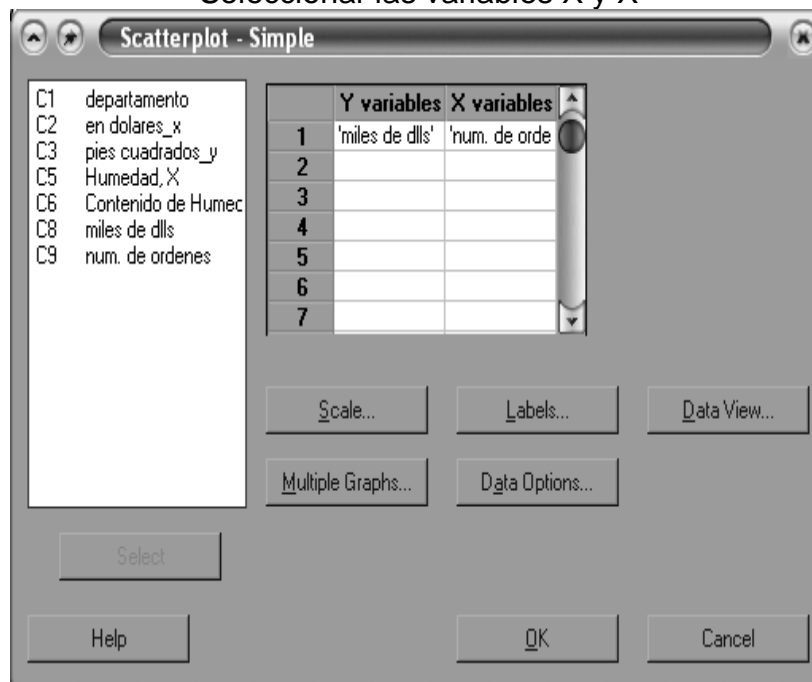 Seleccionar las variables X y X
Scatterplot - Simple
C1 departamento
C2 en dolares_x
C3 pies cuadrados_y
C5 Humedad, X
C6 Contenido de Humec
C8 miles de dlls
C9 num. de ordenes
Y variables X variables
1 'miles de dlls' 'num. de orde
2
3
4
5
6
7
Scale... Labels... Data View...
Multiple Graphs... Data Options...
Select
Help OK Cancel